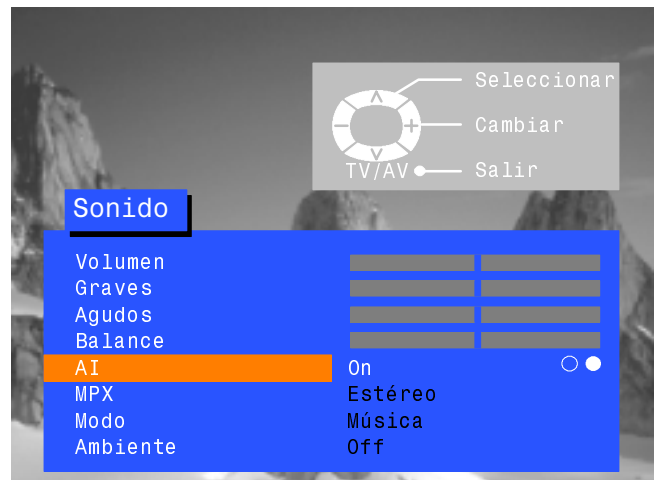 Seleccionar
Cambiar
TV/AV Salir
Sonido
Volumen
Graves
Agudos
Balance
AI On
MPX Estéreo
Modo Música
Ambiente Off